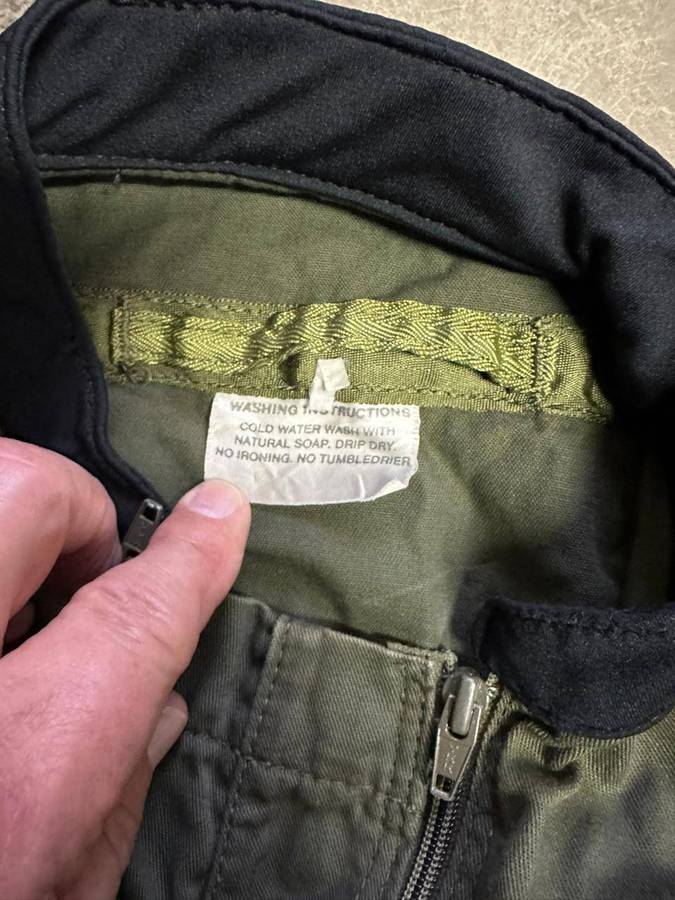 WASHING INSTRUCTIONS
COLD WATER WASH WITH
NATURAL SOAP. DRIP DRY.
NO IRONING. NO TUMBLEDRIER